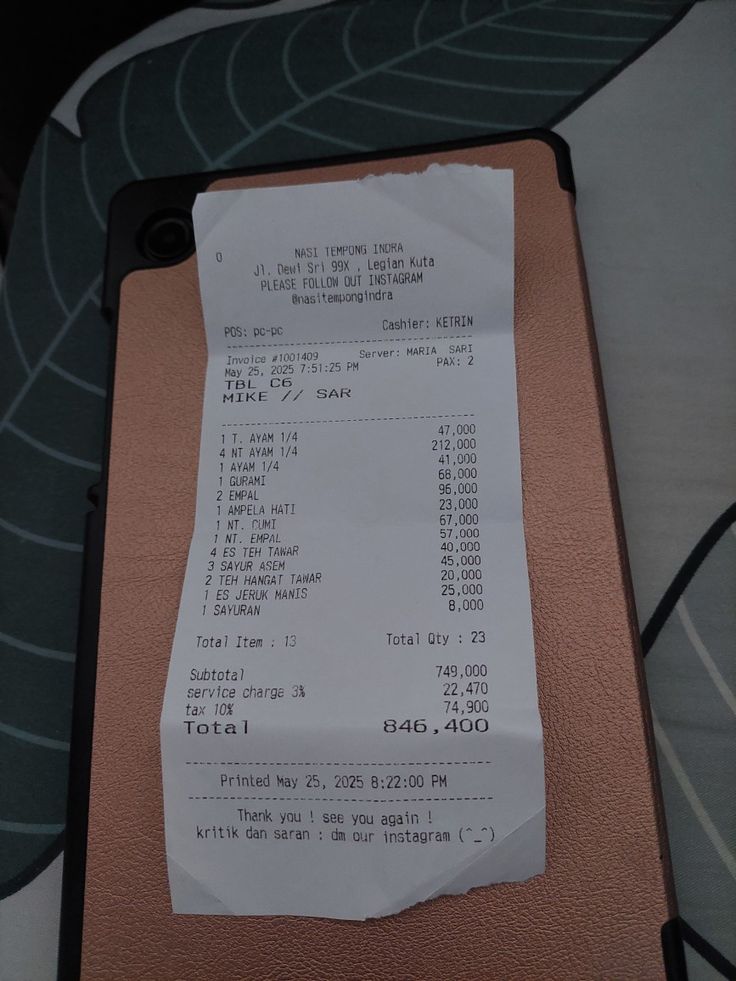 0
NASI TEMPONG INDRA
Jl. Dewi Sri 99X , Legian Kuta
PLEASE FOLLOW OUT INSTAGRAM
@nasitempongindra
POS: pc-pc Cashier: KETRIN
Invoice #1001409 Server: MARIA SARI
May 25, 2025 7:51:25 PM PAX: 2
TBL C6
MIKE // SAR
1 T. AYAM 1/4 47,000
4 NT AYAM 1/4 212,000
1 AYAM 1/4 41,000
1 GURAMI 68,000
2 EMPAL 96,000
1 AMPELA HATI 23,000
1 NT. CUMI 67,000
1 NT. EMPAL 57,000
4 ES TEH TAWAR 40,000
3 SAYUR ASEM 45,000
2 TEH HANGAT TAWAR 20,000
1 ES JERUK MANIS 25,000
1 SAYURAN 8,000
Total Item : 13 Total Qty : 23
Subtotal 749,000
service charge 3% 22,470
tax 10% 74,900
Total 846,400
Printed May 25, 2025 8:22:00 PM
Thank you ! see you again !
kritik dan saran : dm our instagram (^_^)